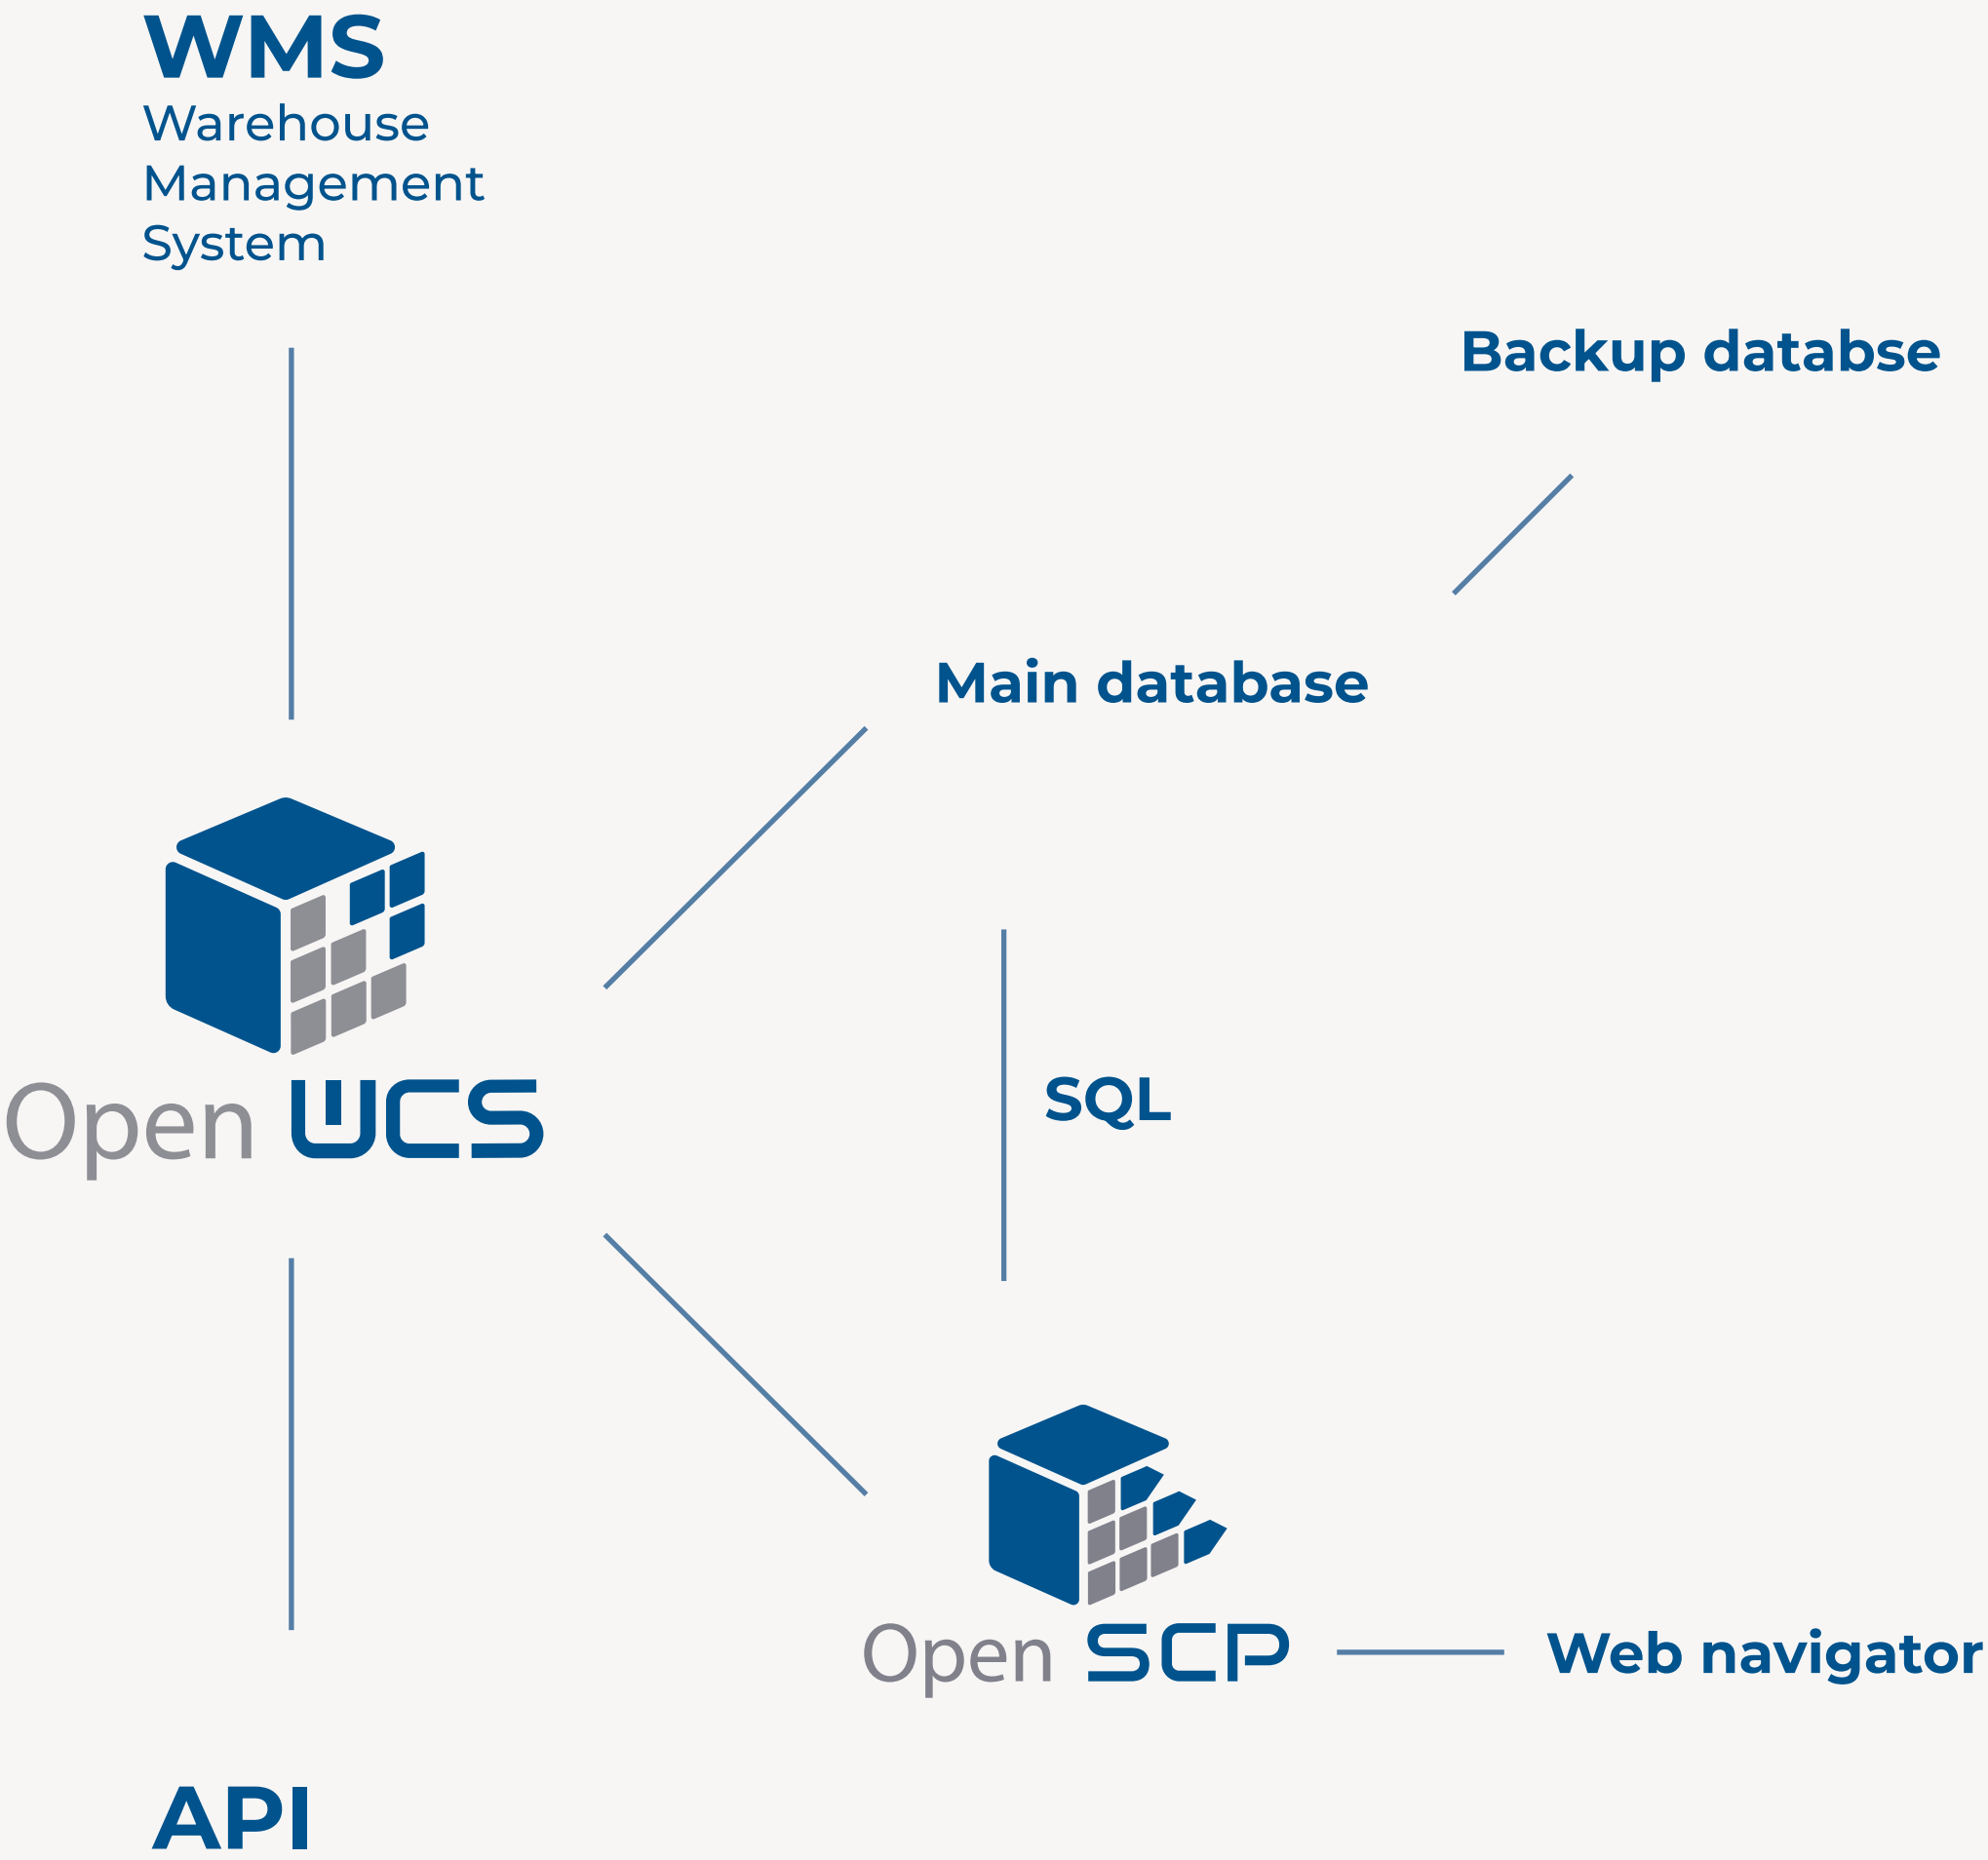 WMS
Warehouse
Management
System
Backup databse
Main database
Open WCS
SQL
Open SCP
Web navigator
API